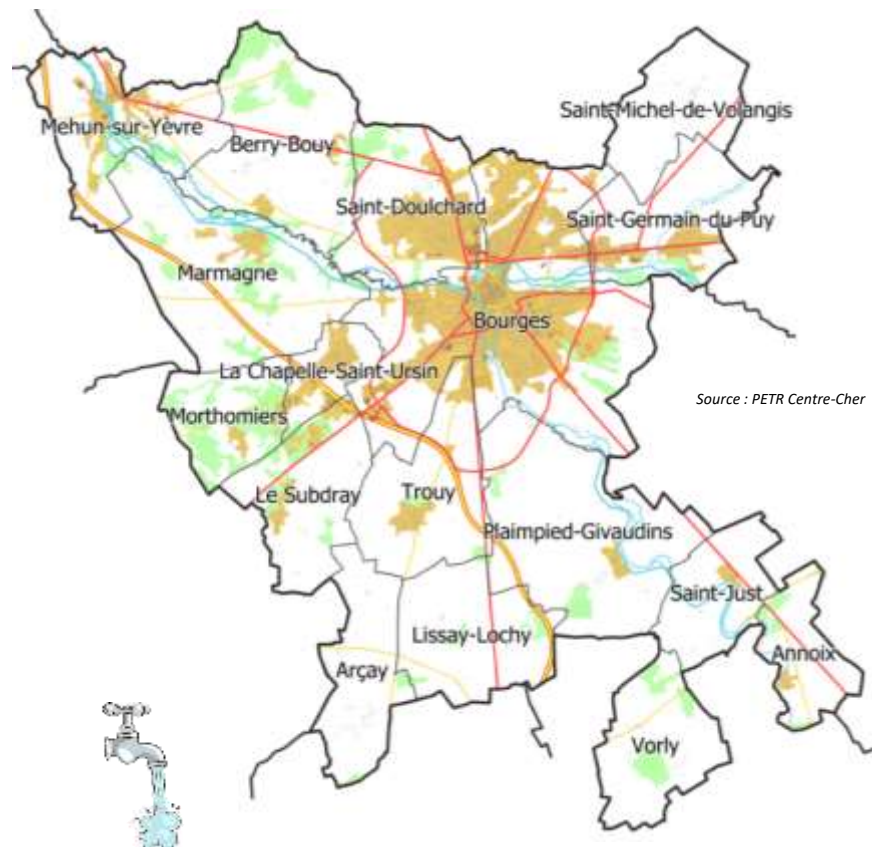 Saint-Michel-de-Volangis
Mehun-sur-Yèvre
Berry-Bouy
Saint-Doulchard
Saint-Germain-du-Puy
Marmagne
Bourges
La Chapelle-Saint-Ursin
Source : PETR Centre-Cher
Morthomiers
Le Subdray
Trouy
Plaimpied-Givaudins
Saint-Just
Lissay-Lochy
Annoix
Arçay
Vorly